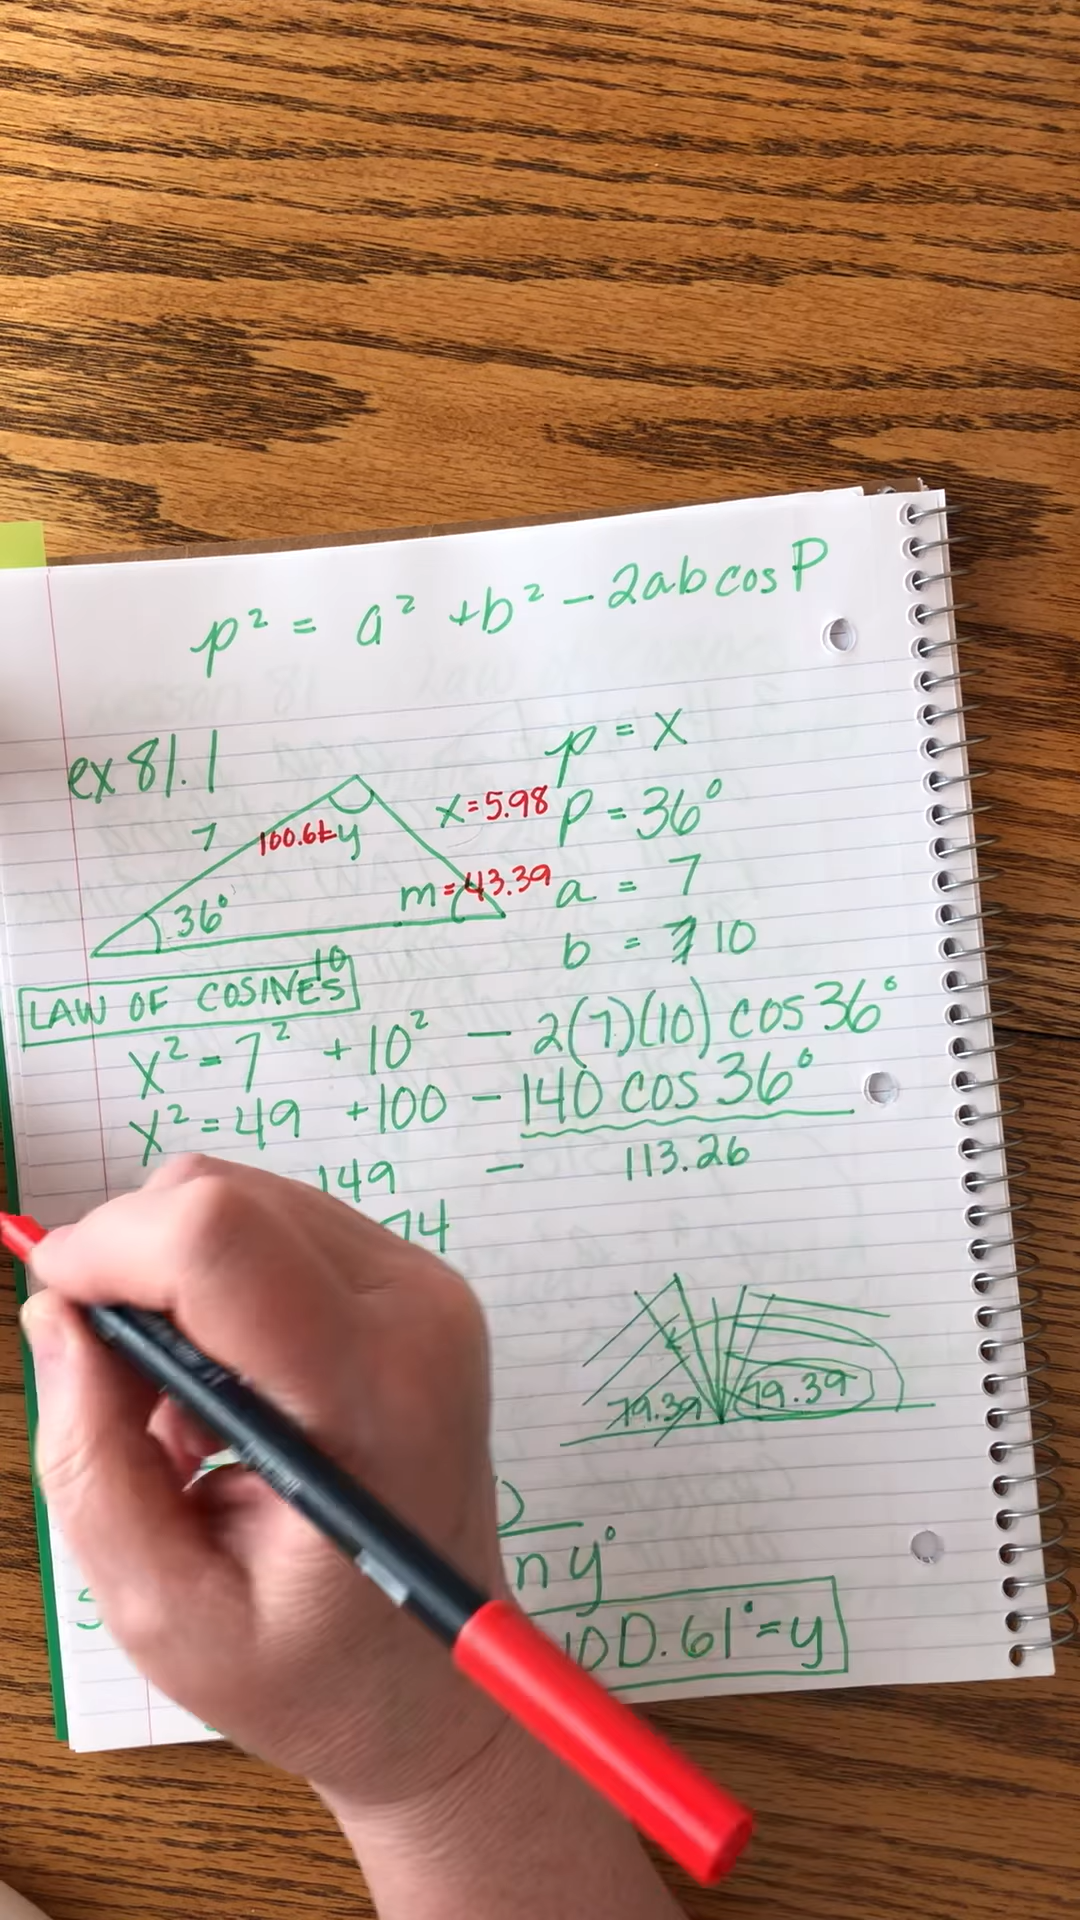 p² = a² + b² - 2ab cos P
ex 81.1
p = x
7
100.61=y
x=5.98
P = 36°
36°
m=43.39
a = 7
10
b = 10
LAW OF COSINES
x² = 7² + 10² - 2(7)(10) cos 36°
x² = 49 + 100 - 140 cos 36°
149 - 113.26
74
79.39 79.39
n y°
100.61° = y